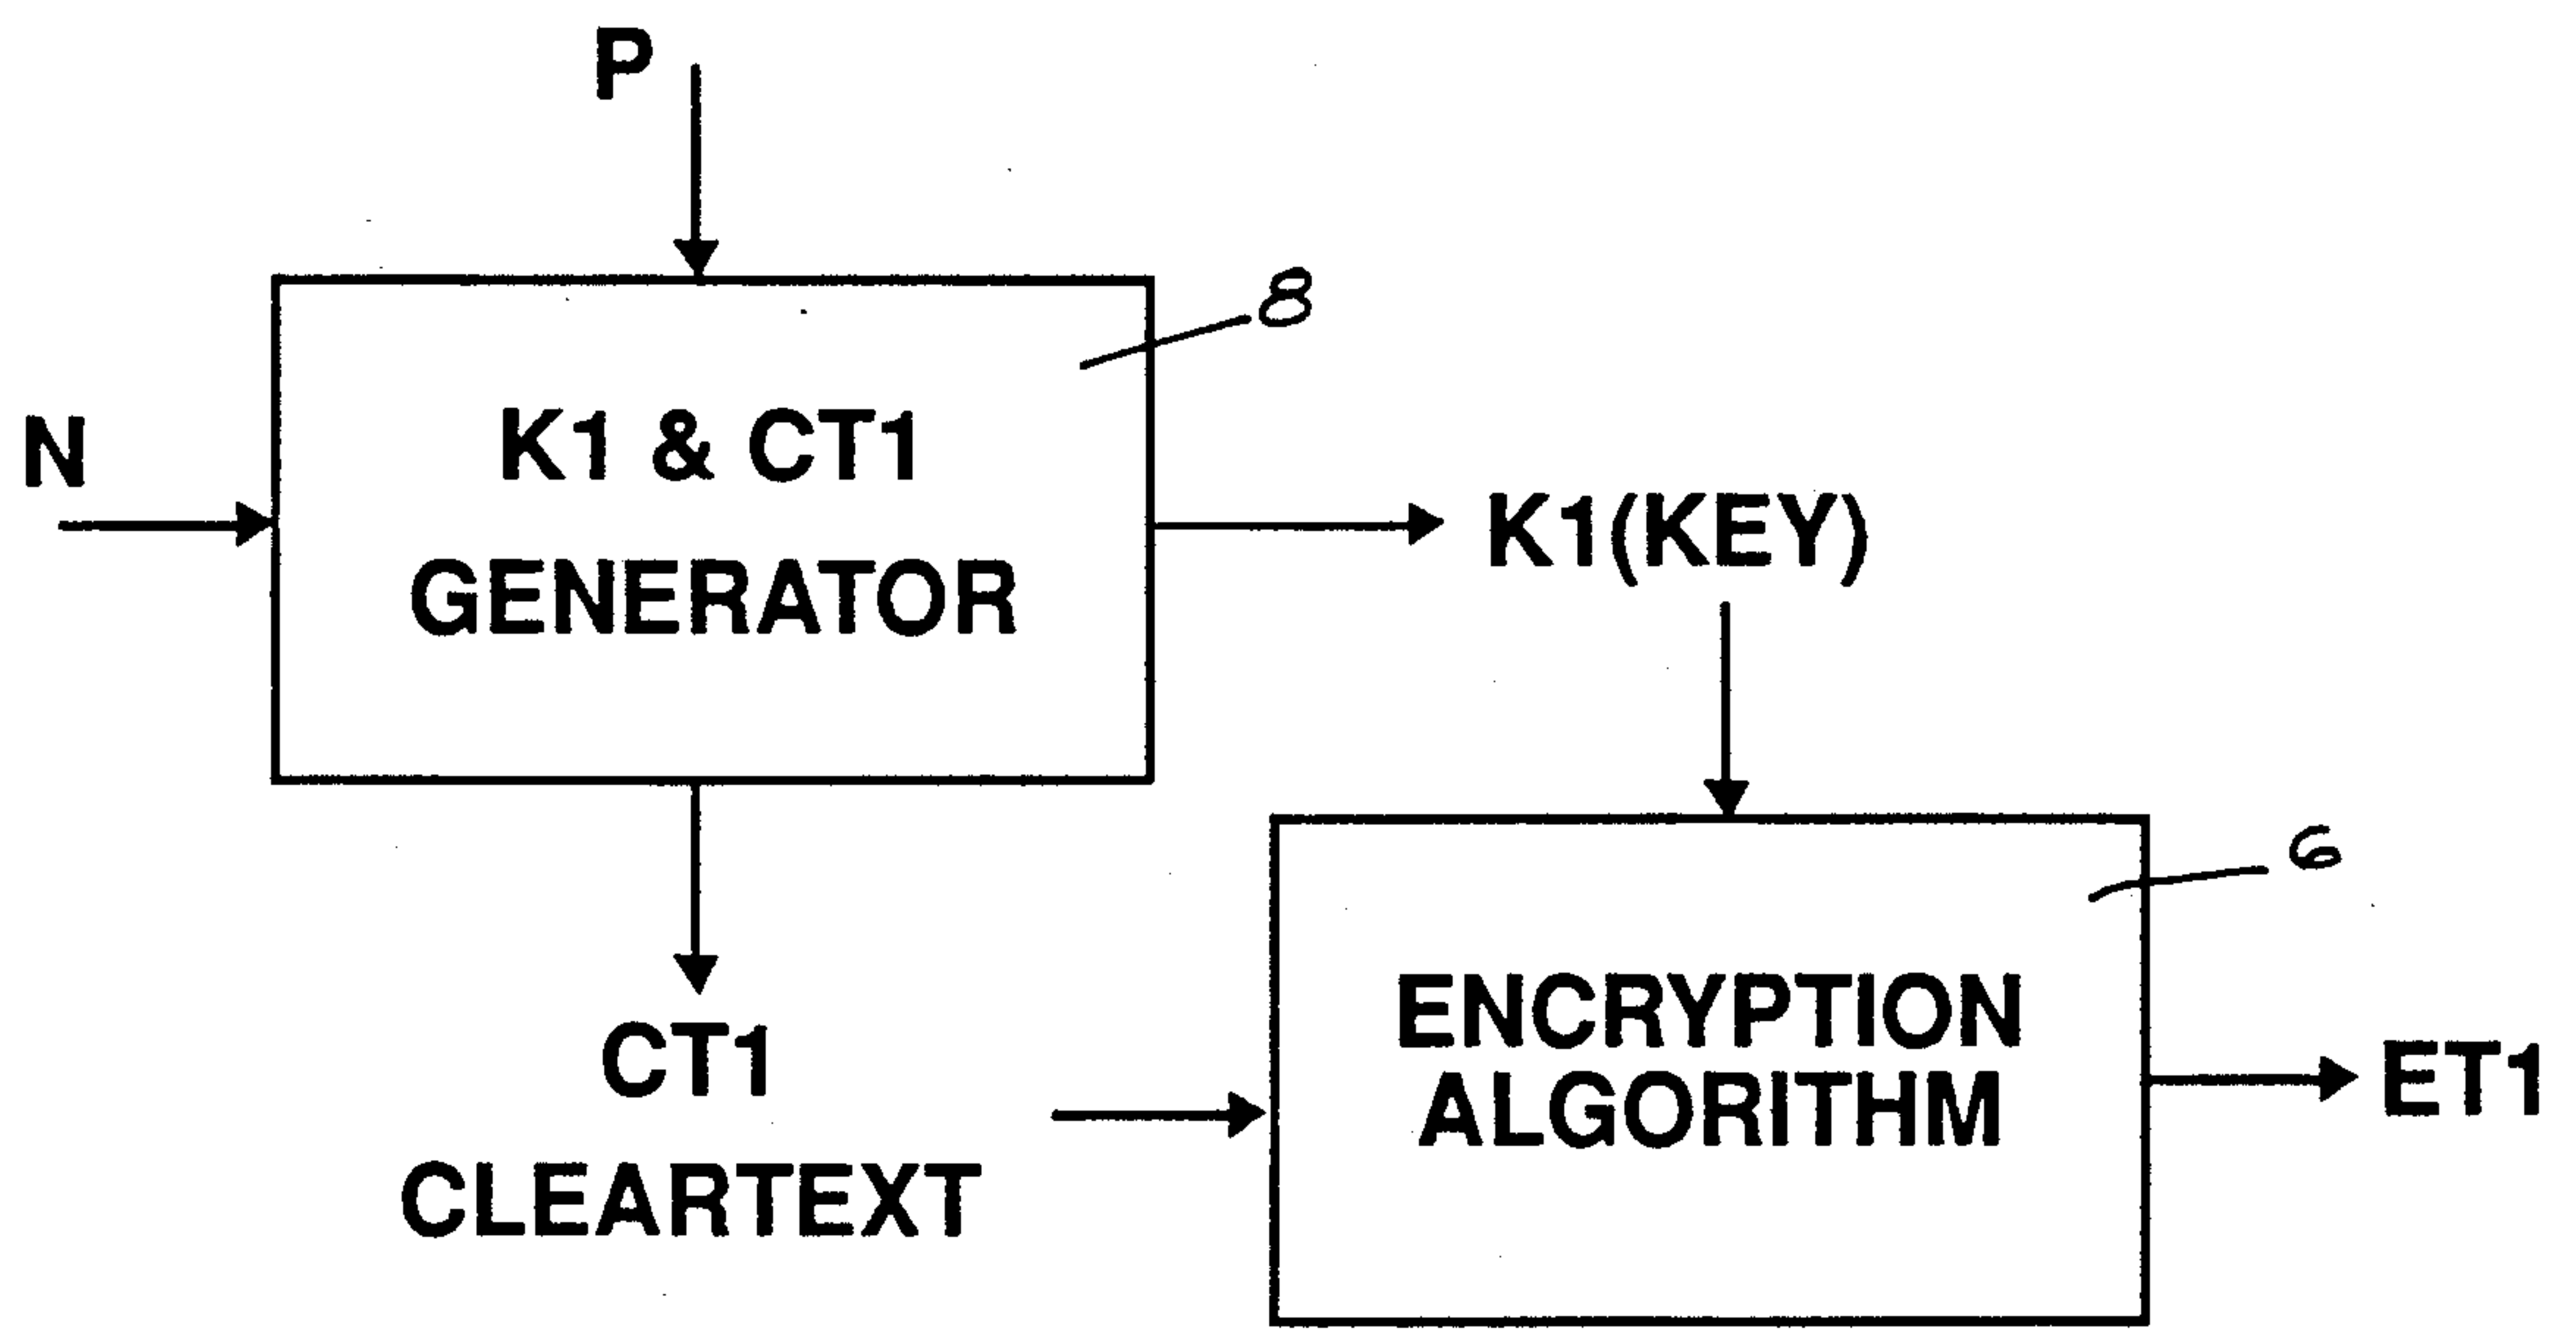 P
8
N
K1 & CT1
GENERATOR
K1(KEY)
6
ENCRYPTION
ALGORITHM
ET1
CT1
CLEARTEXT